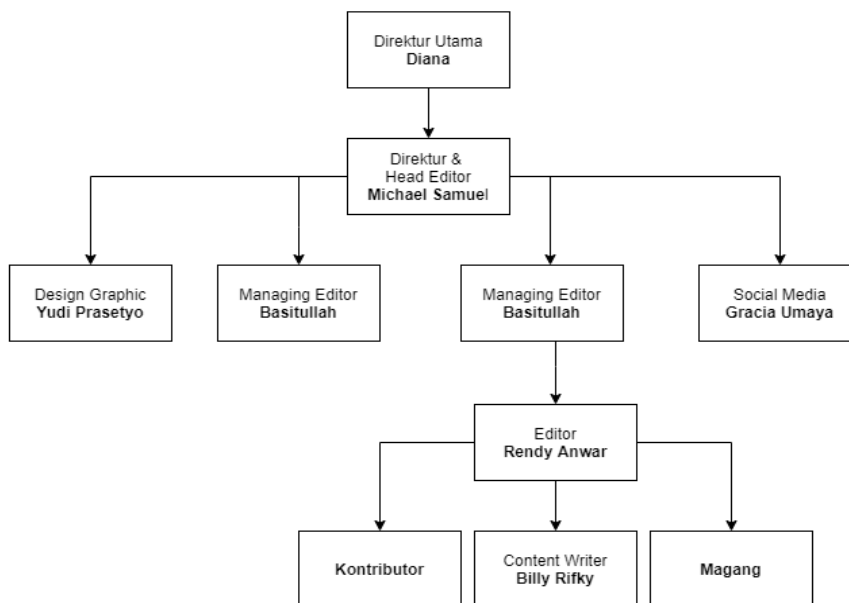 Direktur Utama
Diana
Direktur &
Head Editor
Michael Samuel
Design Graphic
Yudi Prasetyo
Managing Editor
Basitullah
Managing Editor
Basitullah
Social Media
Gracia Umaya
Editor
Rendy Anwar
Kontributor
Content Writer
Billy Rifky
Magang